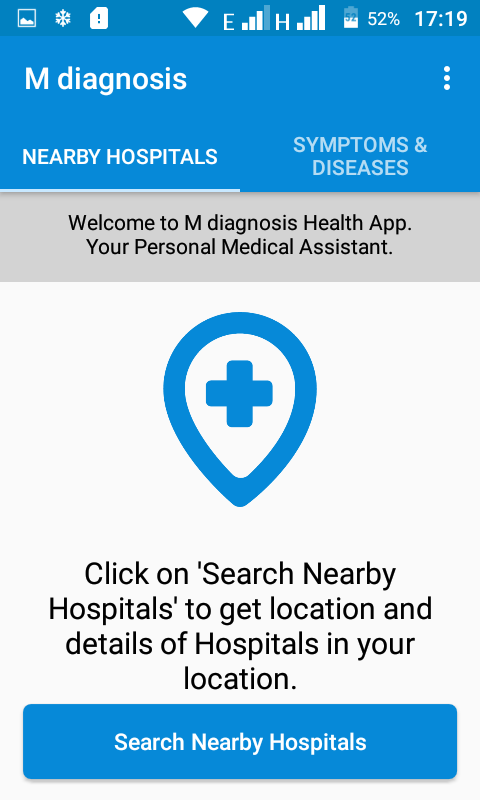 E H 52% 17:19
M diagnosis
NEARBY HOSPITALS
SYMPTOMS &
DISEASES
Welcome to M diagnosis Health App.
Your Personal Medical Assistant.
Click on 'Search Nearby
Hospitals' to get location and
details of Hospitals in your
location.
Search Nearby Hospitals